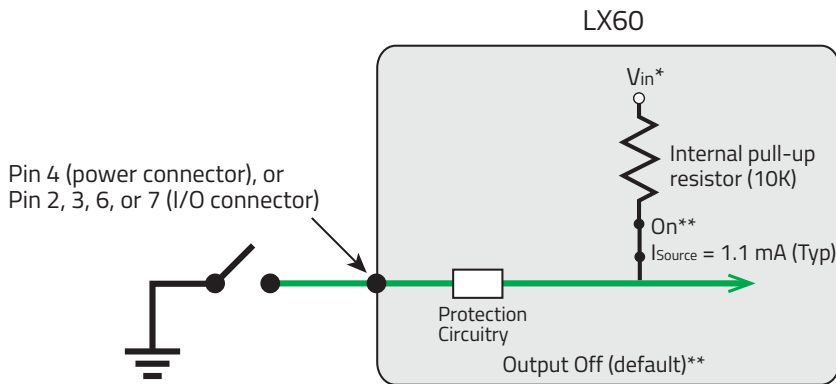 LX60
Vin*
Internal pull-up
resistor (10K)
Pin 4 (power connector), or
Pin 2, 3, 6, or 7 (I/O connector)
On**
ISource = 1.1 mA (Typ)
Protection
Circuitry
Output Off (default)**